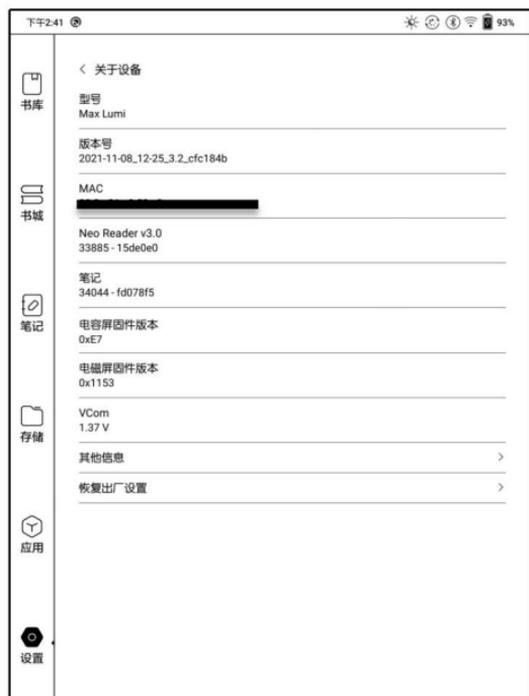 下午2:41
93%
书库
书城
笔记
存储
应用
设置
关于设备
型号
Max Lumi
版本号
2021-11-08_12-25_3.2_cfc184b
MAC
Neo Reader v3.0
33885 - 15de0e0
笔记
34044 - fd078f5
电容屏固件版本
0xE7
电磁屏固件版本
0x1153
VCom
1.37 V
其他信息
恢复出厂设置